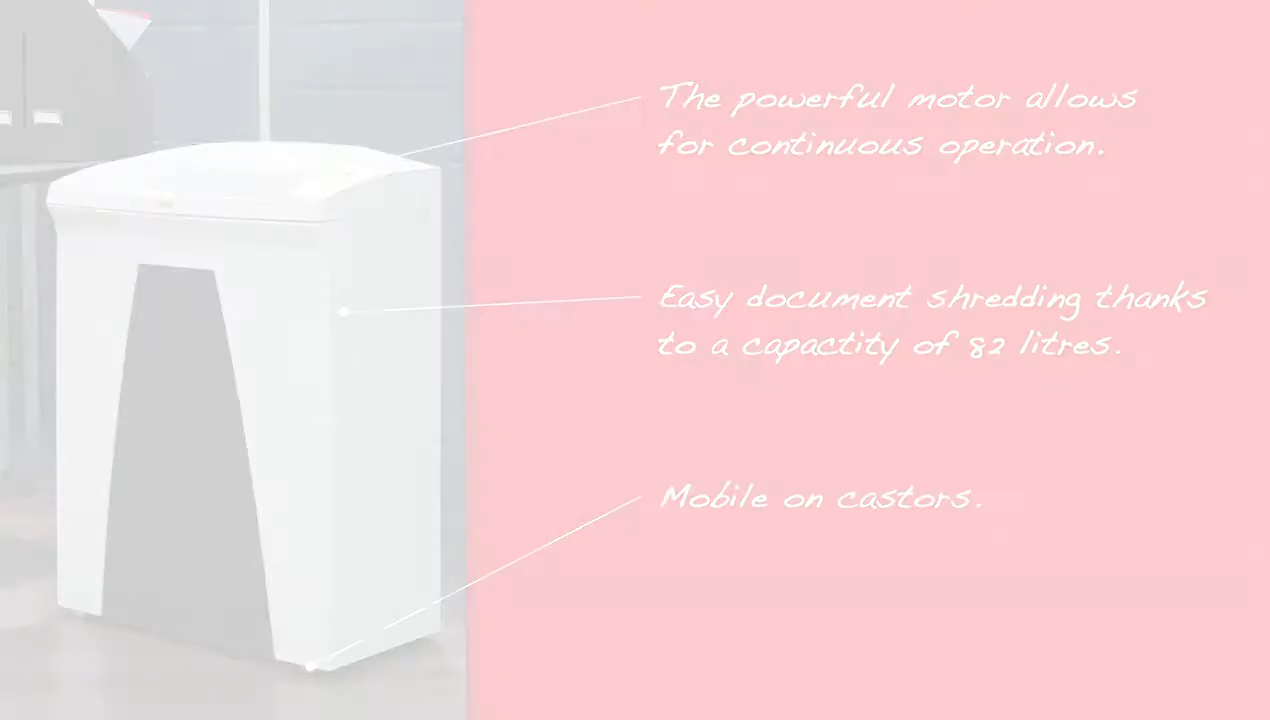 The powerful motor allows
for continuous operation.
Easy document shredding thanks
to a capactity of 82 litres.
Mobile on castors.